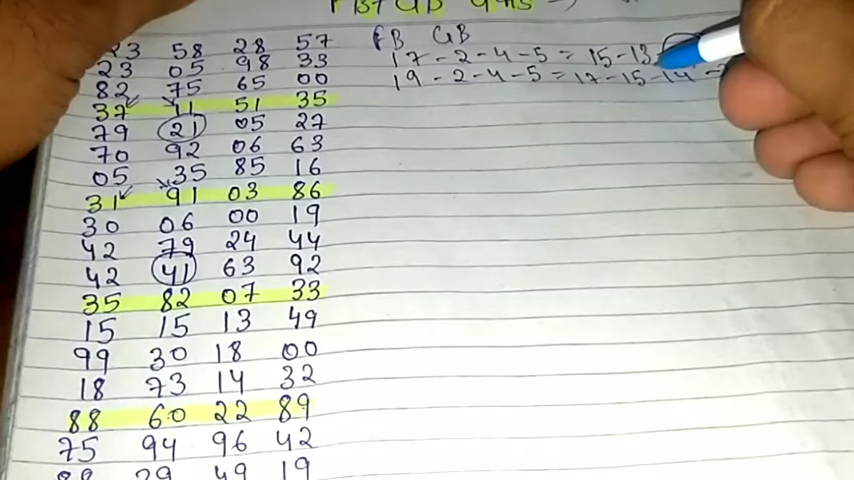 FB GB
17-2-4-5 = 15-13
19-2-4-5 = 17-15-14
23 58 28 57
23 05 98 33
82 75 65 00
37 11 51 35
79 21 05 27
70 92 06 63
05 35 85 16
31 91 03 86
30 06 00 19
42 79 24 44
42 41 63 92
35 82 07 33
15 15 13 49
99 30 18 00
18 73 14 32
88 60 22 89
75 94 96 42
49 19